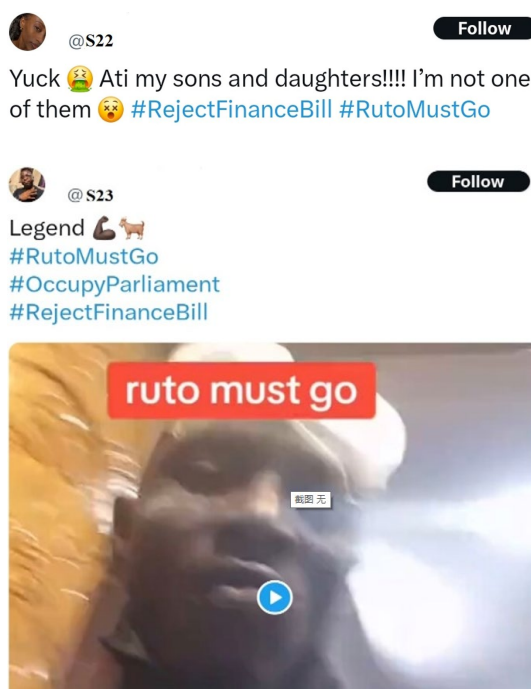 @S22
Follow
Yuck 🤮 Ati my sons and daughters!!!! I’m not one
of them 😵 #RejectFinanceBill #RutoMustGo
@S23
Follow
Legend 💪🏿🐐
#RutoMustGo
#OccupyParliament
#RejectFinanceBill
ruto must go
截图 无